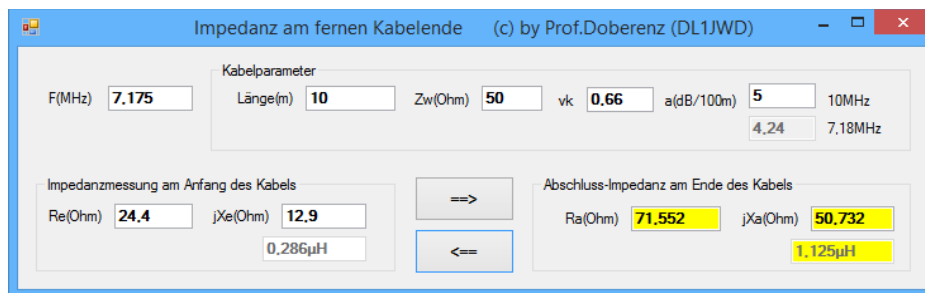 Impedanz am fernen Kabelende (c) by Prof.Doberenz (DL1JWD)
Kabelparameter
F(MHz) 7.175 Länge(m) 10 Zw(Ohm) 50 vk 0.66 a(dB/100m) 5 10MHz
4.24 7.18MHz
Impedanzmessung am Anfang des Kabels
Re(Ohm) 24.4 jXe(Ohm) 12.9
0.286µH
==>
<==
Abschluss-Impedanz am Ende des Kabels
Ra(Ohm) 71.552 jXa(Ohm) 50.732
1.125µH